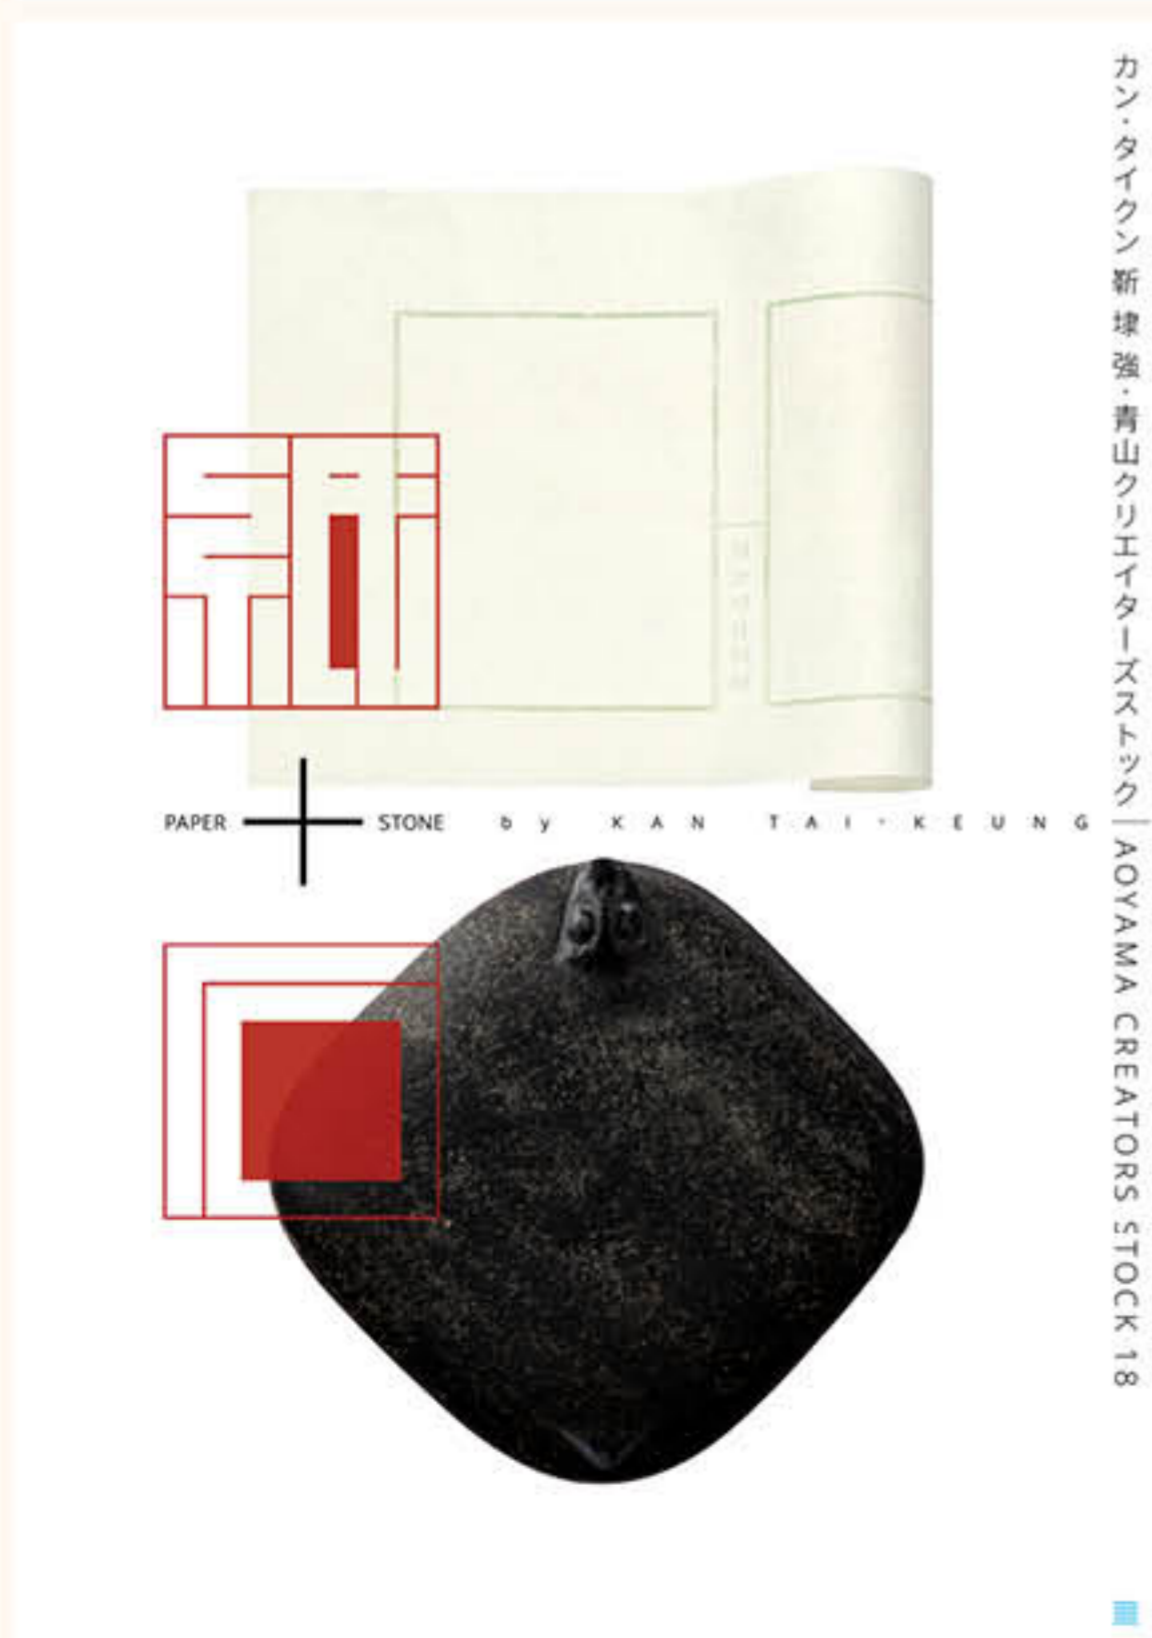 PAPER + STONE by KAN TAI-KEUNG
カン・タイクン 靳 埭 強・青山クリエイターズストック | AOYAMA CREATORS STOCK 18